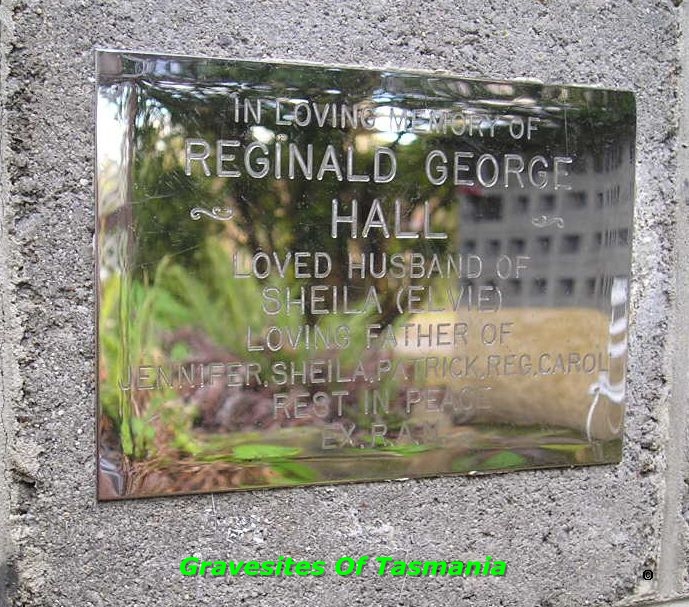 IN LOVING MEMORY OF
REGINALD GEORGE
HALL
LOVED HUSBAND OF
SHEILA (ELVIE)
LOVING FATHER OF
JENNIFER, SHEILA, PATRICK, REG, CAROL
REST IN PEACE
EX. R.A.N.
Gravesites Of Tasmania